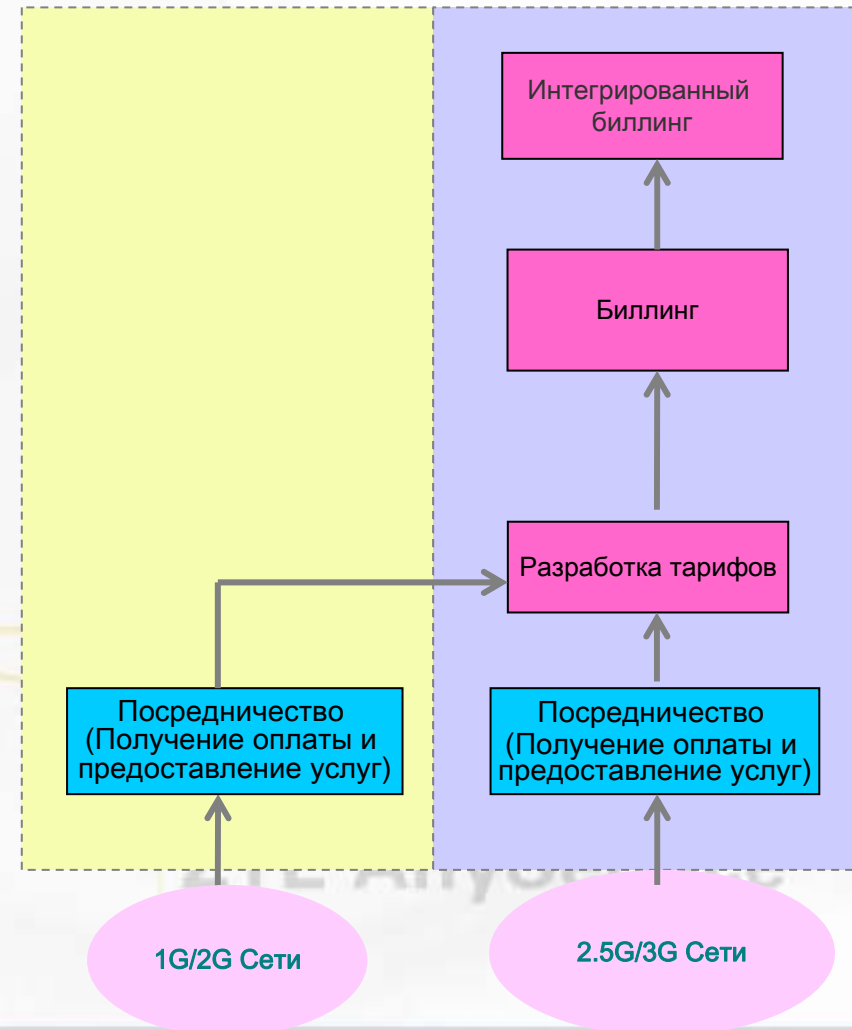 Интегрированный
биллинг
Биллинг
Разработка тарифов
Посредничество
(Получение оплаты и
предоставление услуг)
Посредничество
(Получение оплаты и
предоставление услуг)
1G/2G Сети
2.5G/3G Сети